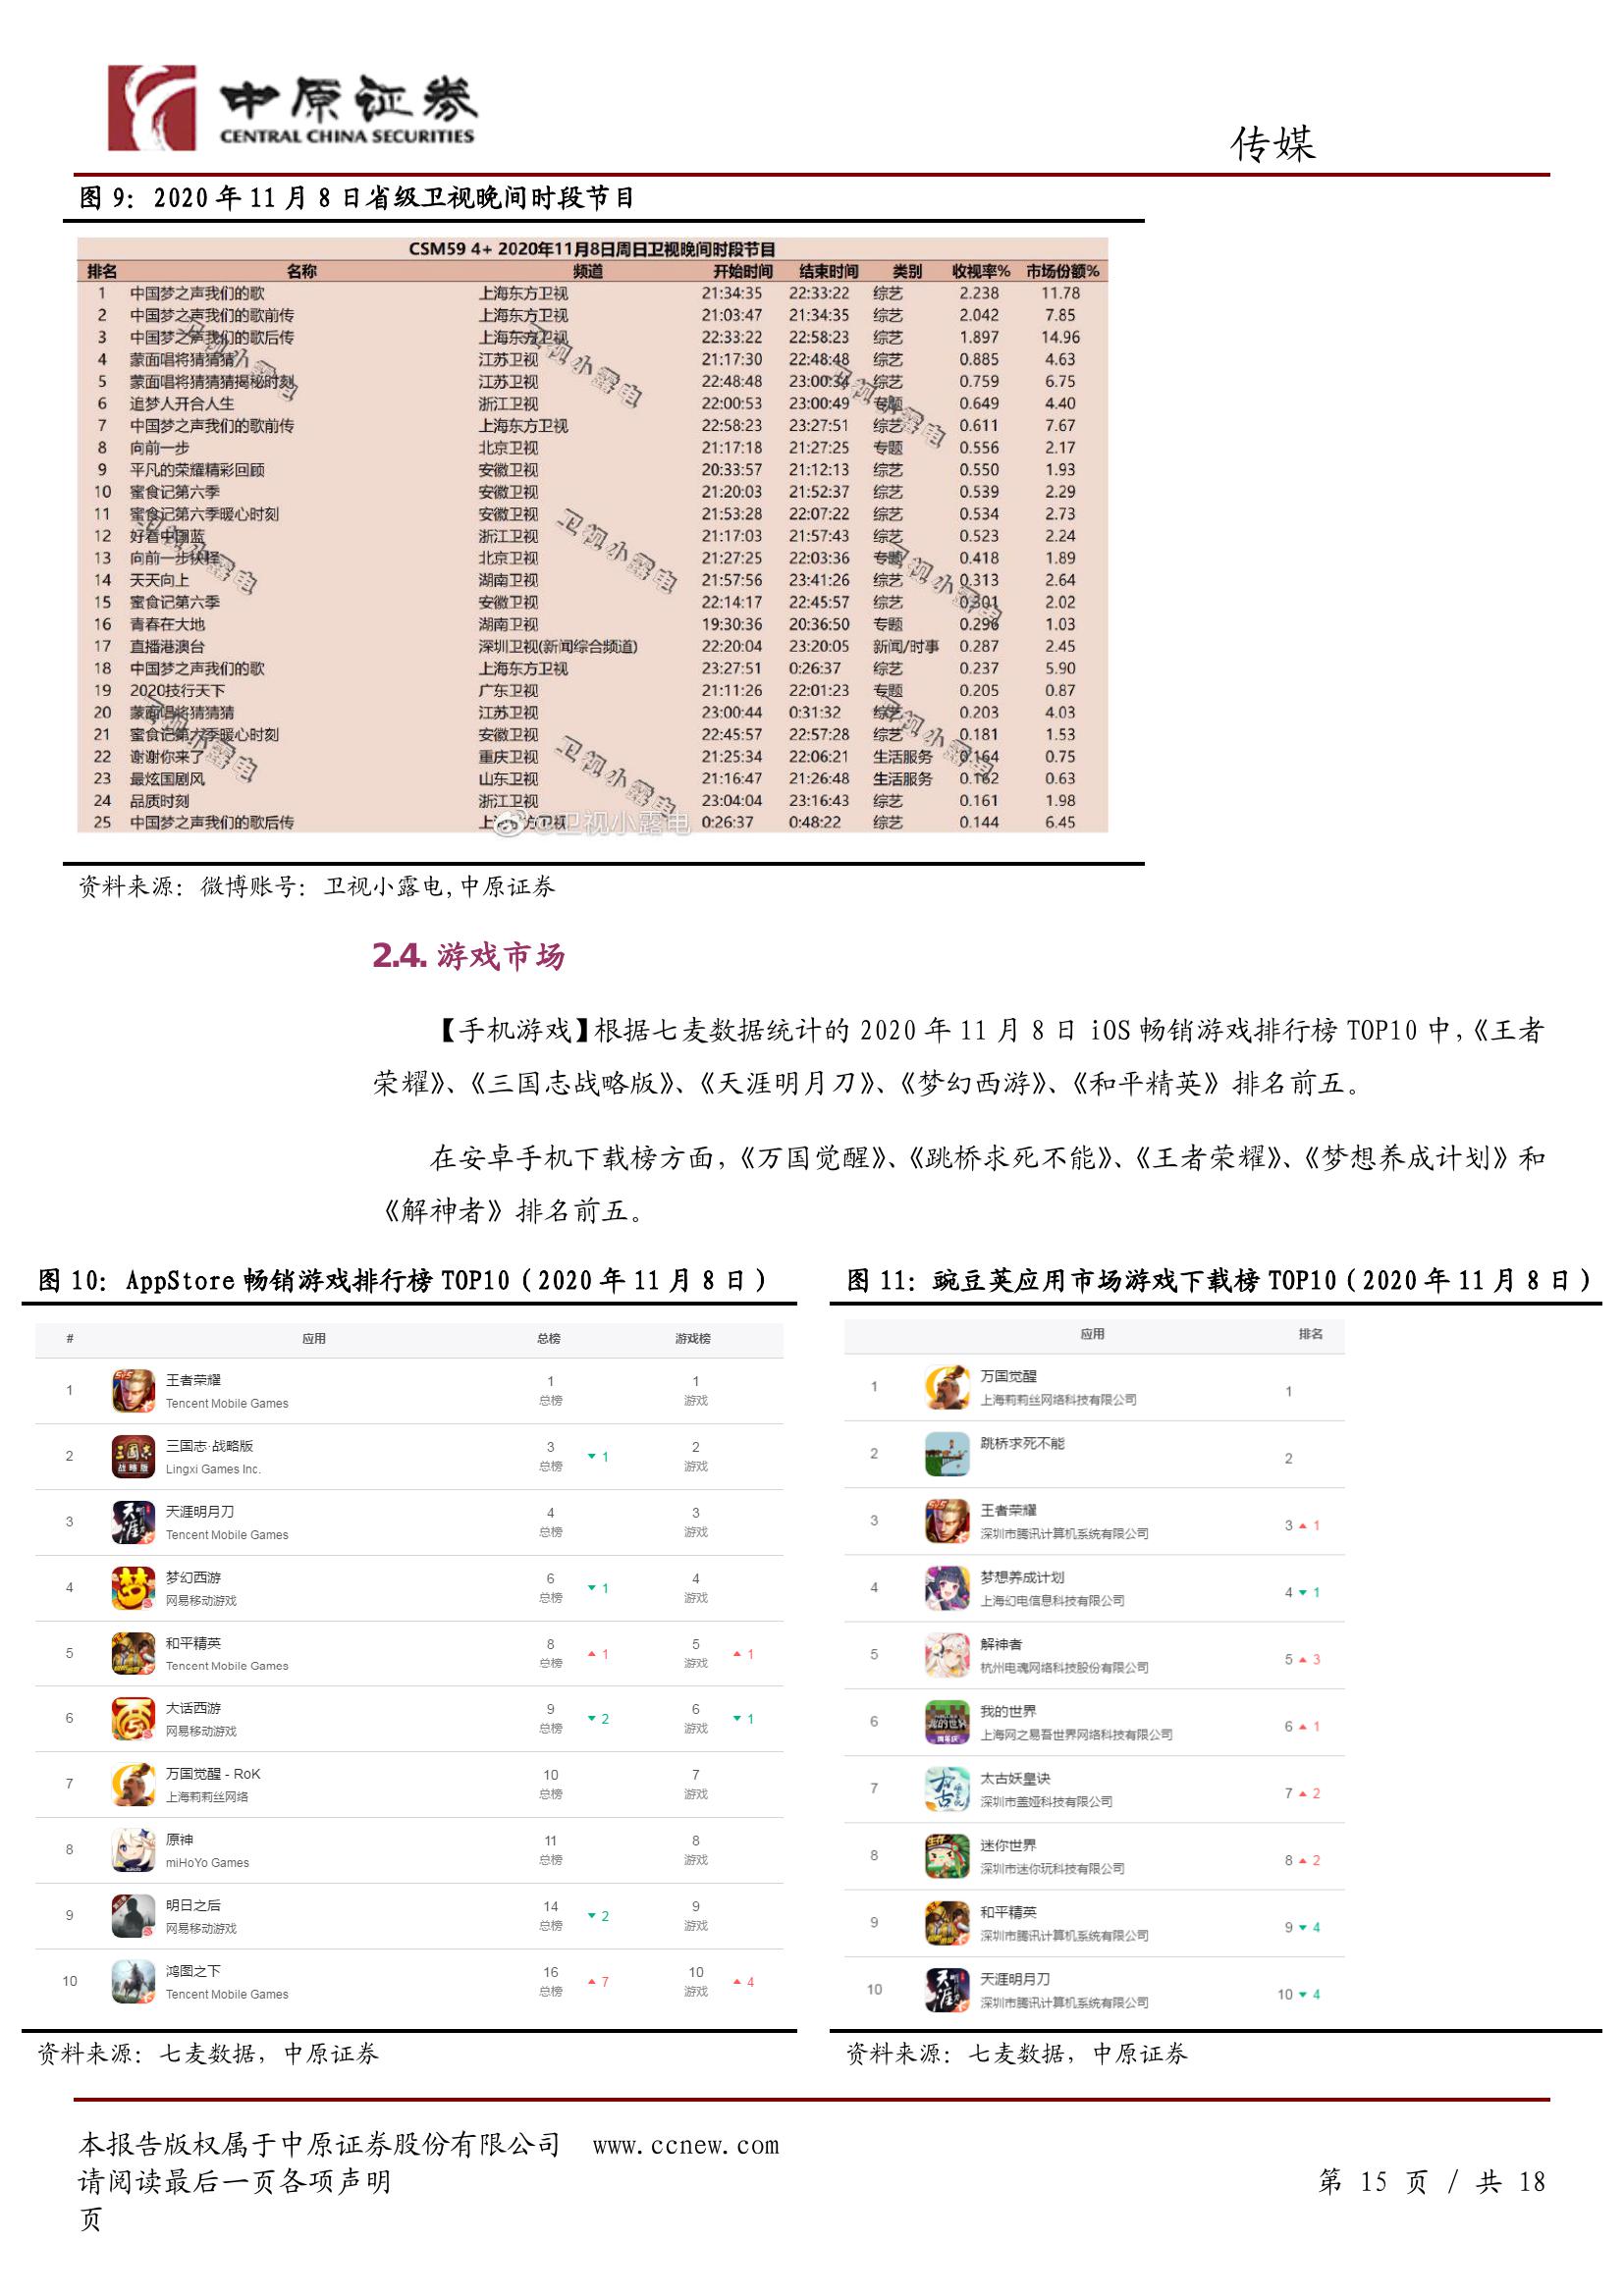 中原证券
CENTRAL CHINA SECURITIES
传媒
图 9：2020 年 11 月 8 日省级卫视晚间时段节目
CSM59 4+ 2020年11月8日周日卫视晚间时段节目
排名 名称 频道 开始时间 结束时间 类别 收视率% 市场份额%
1 中国梦之声我们的歌 上海东方卫视 21:34:35 22:33:22 综艺 2.238 11.78
2 中国梦之声我们的歌前传 上海东方卫视 21:03:47 21:34:35 综艺 2.042 7.85
3 中国梦之声我们的歌后传 上海东方卫视 22:33:22 22:58:23 综艺 1.897 14.96
4 蒙面唱将猜猜猜 江苏卫视 21:17:30 22:48:48 综艺 0.885 4.63
5 蒙面唱将猜猜猜揭秘时刻 江苏卫视 22:48:48 23:00:34 综艺 0.759 6.75
6 追梦人开合人生 浙江卫视 22:00:53 23:00:49 专题 0.649 4.40
7 中国梦之声我们的歌前传 上海东方卫视 22:58:23 23:27:51 综艺 0.611 7.67
8 向前一步 北京卫视 21:17:18 21:27:25 专题 0.556 2.17
9 平凡的荣耀精彩回顾 安徽卫视 20:33:57 21:12:13 综艺 0.550 1.93
10 蜜食记第六季 安徽卫视 21:20:03 21:52:37 综艺 0.539 2.29
11 蜜食记第六季暖心时刻 安徽卫视 21:53:28 22:07:22 综艺 0.534 2.73
12 好看中国蓝 浙江卫视 21:17:03 21:57:43 综艺 0.523 2.24
13 向前一步抉择 北京卫视 21:27:25 22:03:36 专题 0.418 1.89
14 天天向上 湖南卫视 21:57:56 23:41:26 综艺 0.313 2.64
15 蜜食记第六季 安徽卫视 22:14:17 22:45:57 综艺 0.301 2.02
16 青春在大地 湖南卫视 19:30:36 20:36:50 专题 0.296 1.03
17 直播港澳台 深圳卫视(新闻综合频道) 22:20:04 23:20:05 新闻/时事 0.287 2.45
18 中国梦之声我们的歌 上海东方卫视 23:27:51 0:26:37 综艺 0.237 5.90
19 2020技行天下 广东卫视 21:11:26 22:01:23 专题 0.205 0.87
20 蒙面唱将猜猜猜 江苏卫视 23:00:44 0:31:32 综艺 0.203 4.03
21 蜜食记第六季暖心时刻 安徽卫视 22:45:57 22:57:28 综艺 0.181 1.53
22 谢谢你来了 重庆卫视 21:25:34 22:06:21 生活服务 0.164 0.75
23 最炫国剧风 山东卫视 21:16:47 21:26:48 生活服务 0.162 0.63
24 品质时刻 浙江卫视 23:04:04 23:16:43 综艺 0.161 1.98
25 中国梦之声我们的歌后传 上海东方卫视 0:26:37 0:48:22 综艺 0.144 6.45
@卫视小露电
资料来源：微博账号：卫视小露电,中原证券
2.4. 游戏市场
【手机游戏】根据七麦数据统计的 2020 年 11 月 8 日 iOS 畅销游戏排行榜 TOP10 中，《王者
荣耀》、《三国志战略版》、《天涯明月刀》、《梦幻西游》、《和平精英》排名前五。
在安卓手机下载榜方面，《万国觉醒》、《跳桥求死不能》、《王者荣耀》、《梦想养成计划》和
《解神者》排名前五。
图 10：AppStore 畅销游戏排行榜 TOP10（2020 年 11 月 8 日）
# 应用 总榜 游戏榜
1 王者荣耀 1 1
Tencent Mobile Games 总榜 游戏
2 三国志·战略版 3 ▼ 1 2
Lingxi Games Inc. 总榜 游戏
3 天涯明月刀 4 3
Tencent Mobile Games 总榜 游戏
4 梦幻西游 6 ▼ 1 4
网易移动游戏 总榜 游戏
5 和平精英 8 ▲ 1 5 ▲ 1
Tencent Mobile Games 总榜 游戏
6 大话西游 9 ▼ 2 6 ▼ 1
网易移动游戏 总榜 游戏
7 万国觉醒 - RoK 10 7
上海莉莉丝网络 总榜 游戏
8 原神 11 8
miHoYo Games 总榜 游戏
9 明日之后 14 ▼ 2 9
网易移动游戏 总榜 游戏
10 鸿图之下 16 ▲ 7 10 ▲ 4
Tencent Mobile Games 总榜 游戏
资料来源：七麦数据，中原证券
图 11：豌豆荚应用市场游戏下载榜 TOP10（2020 年 11 月 8 日）
应用 排名
1 万国觉醒 1
上海莉莉丝网络科技有限公司
2 跳桥求死不能 2
3 王者荣耀 3 ▲ 1
深圳市腾讯计算机系统有限公司
4 梦想养成计划 4 ▼ 1
上海幻电信息科技有限公司
5 解神者 5 ▲ 3
杭州电魂网络科技股份有限公司
6 我的世界 6 ▲ 1
上海网之易吾世界网络科技有限公司
7 太古妖皇诀 7 ▲ 2
深圳市盖娅科技有限公司
8 迷你世界 8 ▲ 2
深圳市迷你玩科技有限公司
9 和平精英 9 ▼ 4
深圳市腾讯计算机系统有限公司
10 天涯明月刀 10 ▼ 4
深圳市腾讯计算机系统有限公司
资料来源：七麦数据，中原证券
本报告版权属于中原证券股份有限公司 www.ccnew.com
请阅读最后一页各项声明 第 15 页 / 共 18
页